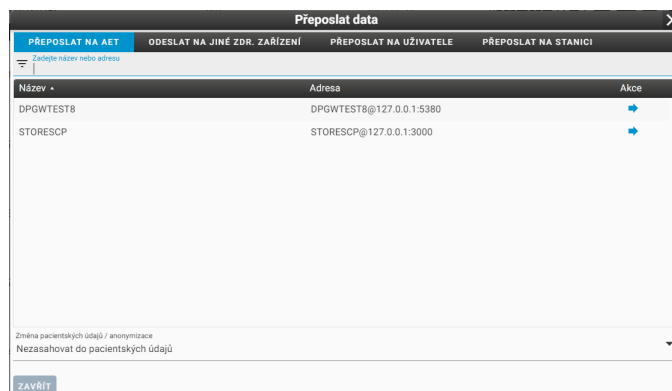 Přeposlat data
PŘEPOSLAT NA AET ODESLAT NA JINÉ ZDR. ZAŘÍZENÍ PŘEPOSLAT NA UŽIVATELE PŘEPOSLAT NA STANICI
Zadejte název nebo adresu
Název Adresa Akce
DPGWTEST8 DPGWTEST8@127.0.0.1:5380
STORESCP STORESCP@127.0.0.1:3000
Změna pacientských údajů / anonymizace
Nezasahovat do pacientských údajů
ZAVŘÍT